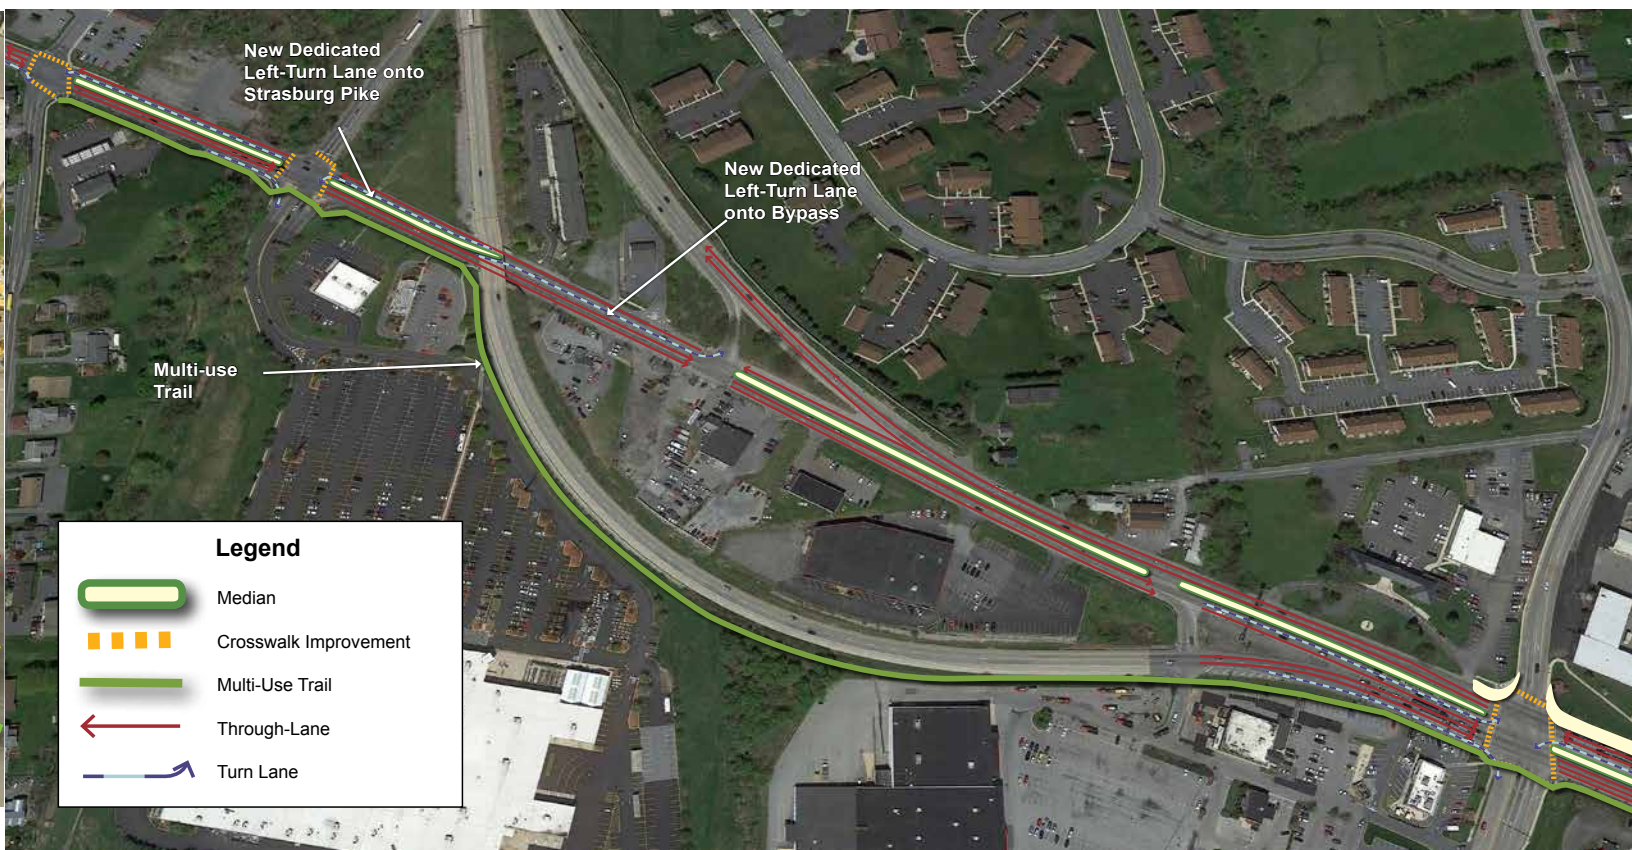 New Dedicated
Left-Turn Lane onto
Strasburg Pike
New Dedicated
Left-Turn Lane
onto Bypass
Multi-use
Trail
Legend
Median
Crosswalk Improvement
Multi-Use Trail
Through-Lane
Turn Lane